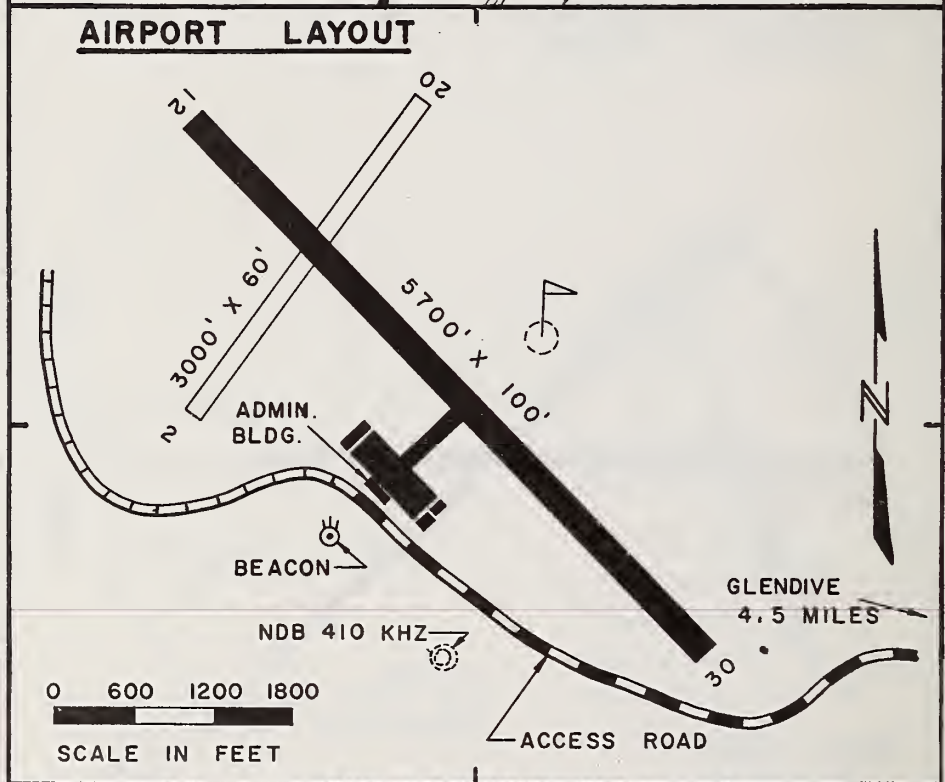 AIRPORT LAYOUT
12
20
3000' X 60'
5700' X 100'
2
ADMIN.
BLDG.
N
BEACON
GLENDIVE
4.5 MILES
NDB 410 KHZ
30
0 600 1200 1800
SCALE IN FEET
ACCESS ROAD